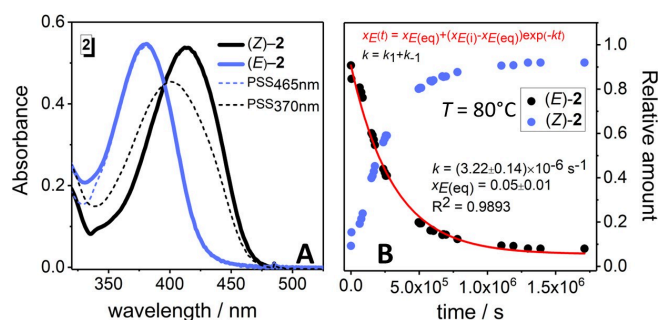 2
(Z)–2
(E)–2
PSS465nm
PSS370nm
0.6
0.4
0.2
0.0
Absorbance
350 400 450 500
wavelength / nm
A
xE(t) = xE(eq)+(xE(i)-xE(eq))exp(-kt)
k = k1+k-1
T = 80°C
(E)-2
(Z)-2
k = (3.22±0.14)×10-6 s-1
xE(eq) = 0.05±0.01
R2 = 0.9893
B
1.0
0.8
0.6
0.4
0.2
0.0
Relative amount
0.0 5.0x105 1.0x106 1.5x106
time / s